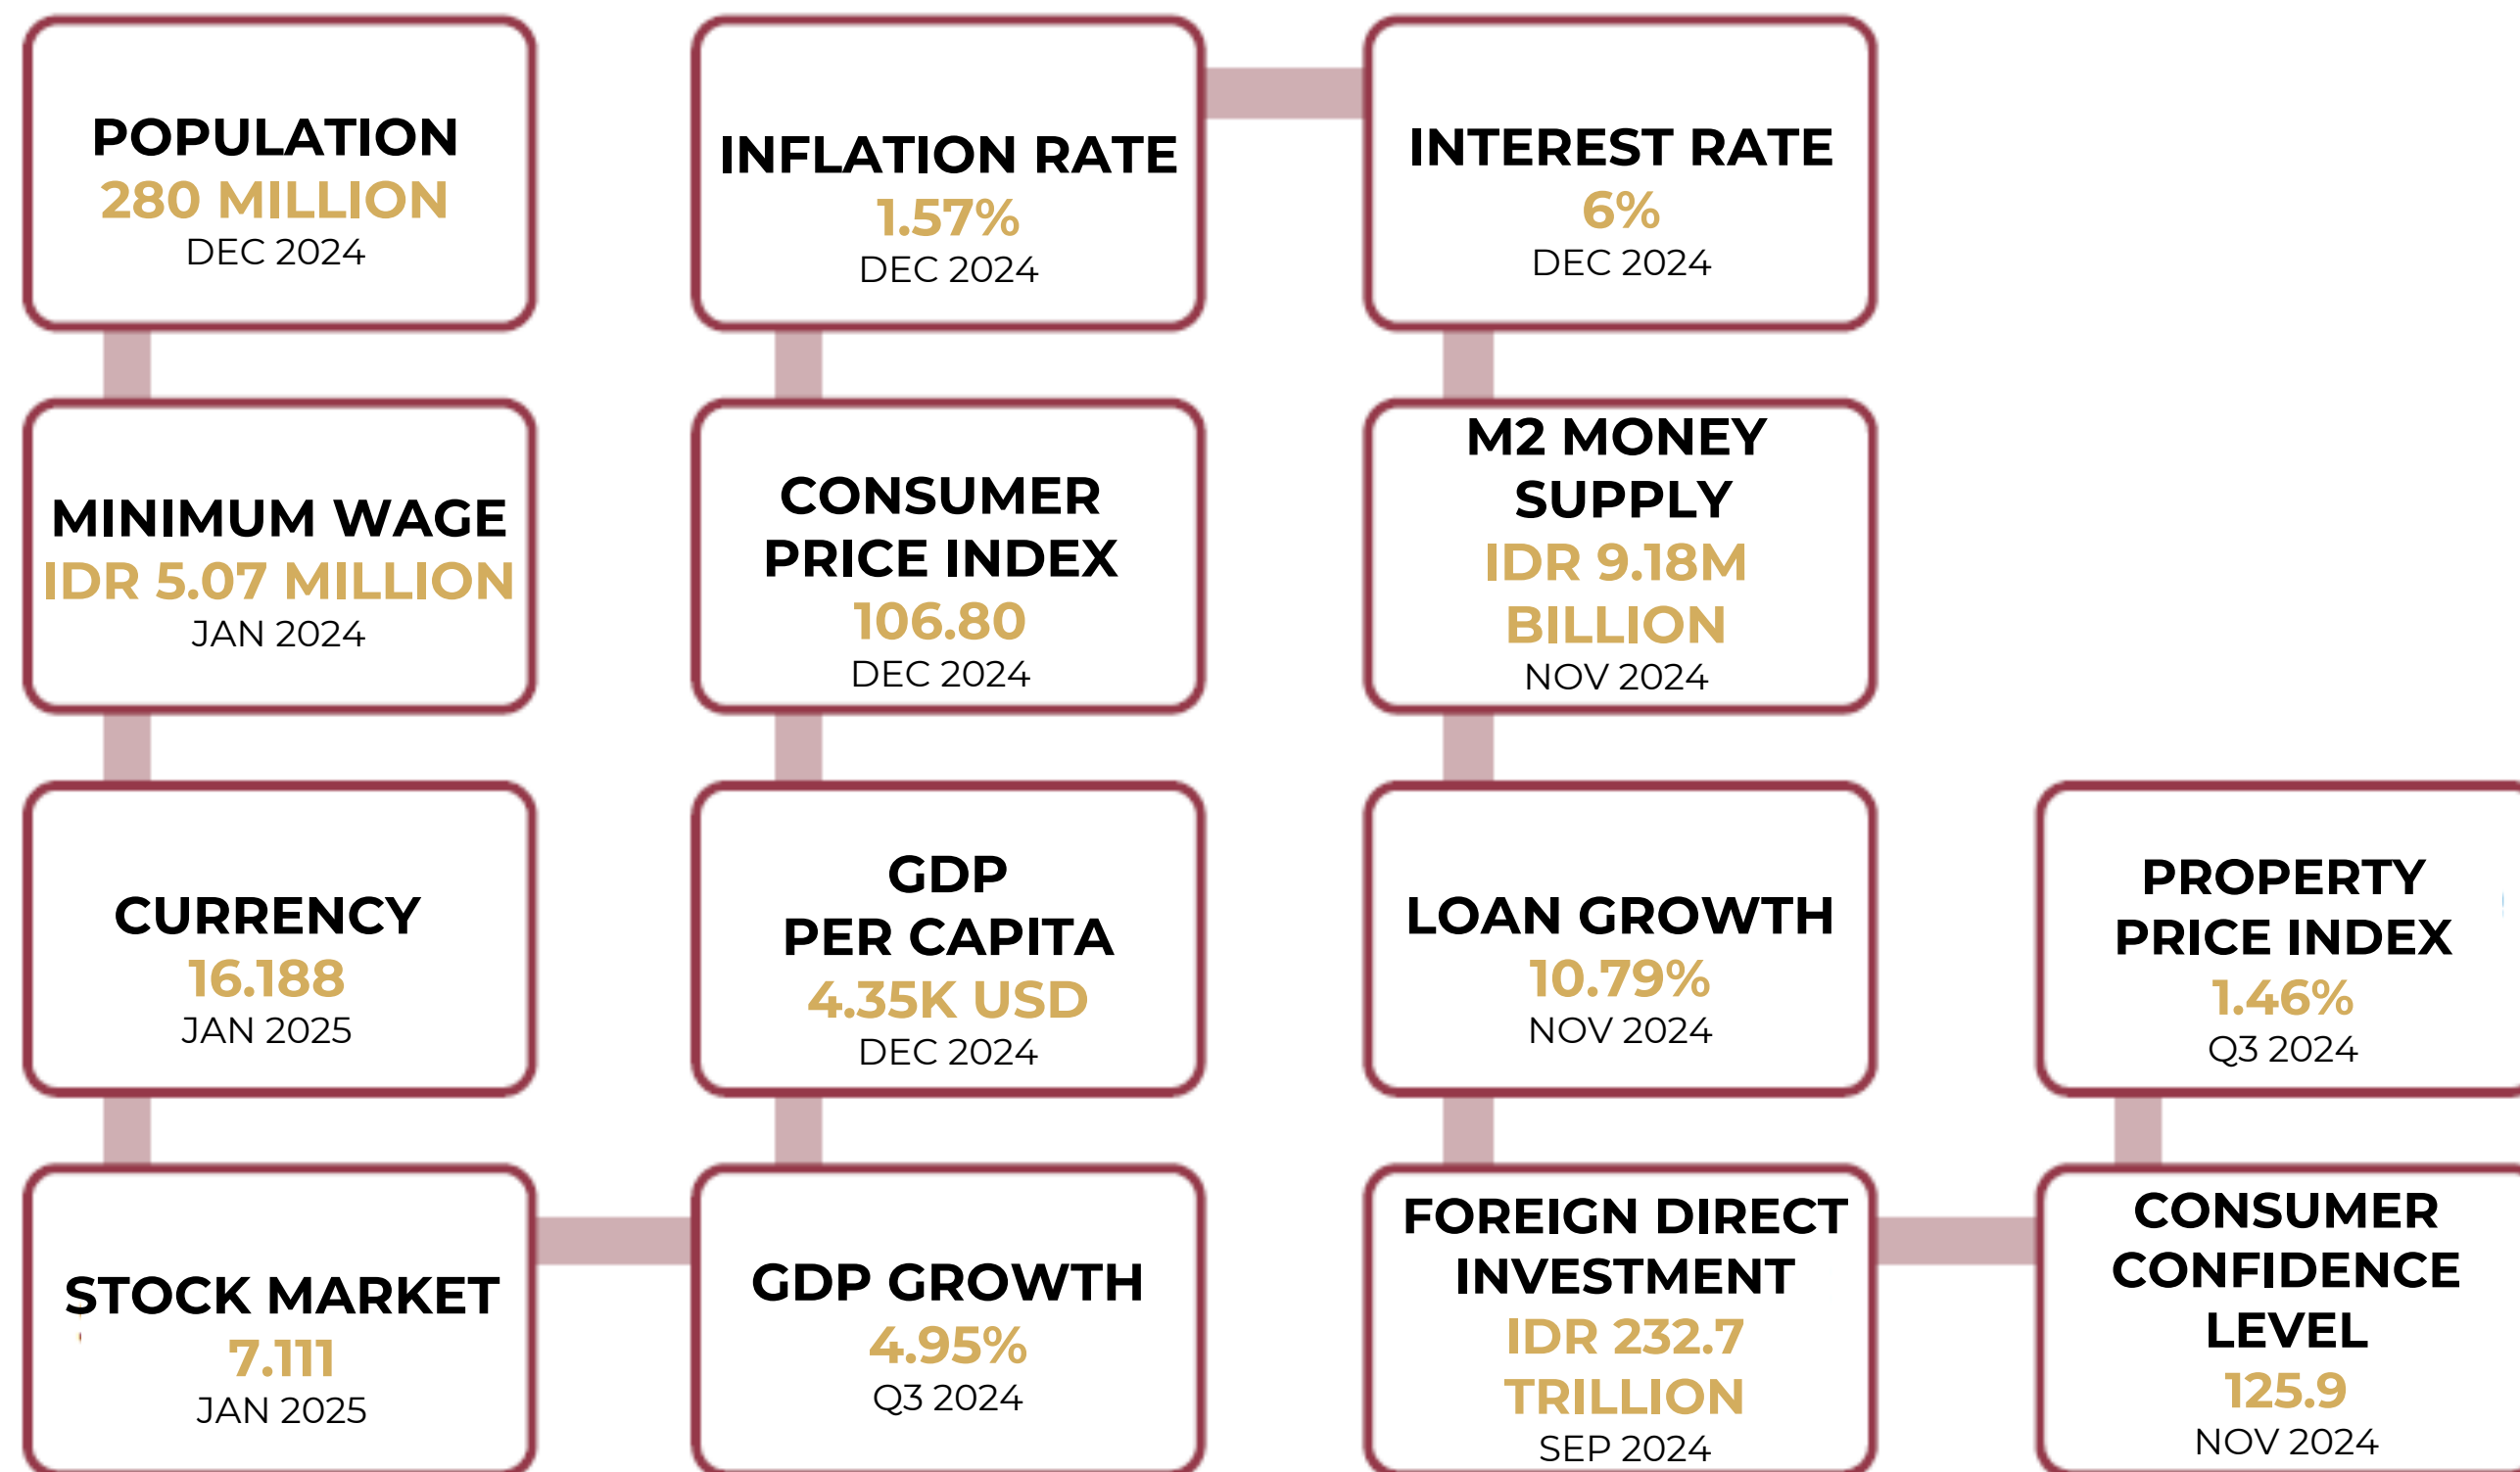 POPULATION
280 MILLION
DEC 2024
MINIMUM WAGE
IDR 5.07 MILLION
JAN 2024
CURRENCY
16.188
JAN 2025
STOCK MARKET
7.111
JAN 2025
GDP GROWTH
4.95%
Q3 2024
GDP
PER CAPITA
4.35K USD
DEC 2024
CONSUMER
PRICE INDEX
106.80
DEC 2024
INFLATION RATE
1.57%
DEC 2024
INTEREST RATE
6%
DEC 2024
M2 MONEY
SUPPLY
IDR 9.18M
BILLION
NOV 2024
LOAN GROWTH
10.79%
NOV 2024
FOREIGN DIRECT
INVESTMENT
IDR 232.7
TRILLION
SEP 2024
CONSUMER
CONFIDENCE
LEVEL
125.9
NOV 2024
PROPERTY
PRICE INDEX
1.46%
Q3 2024